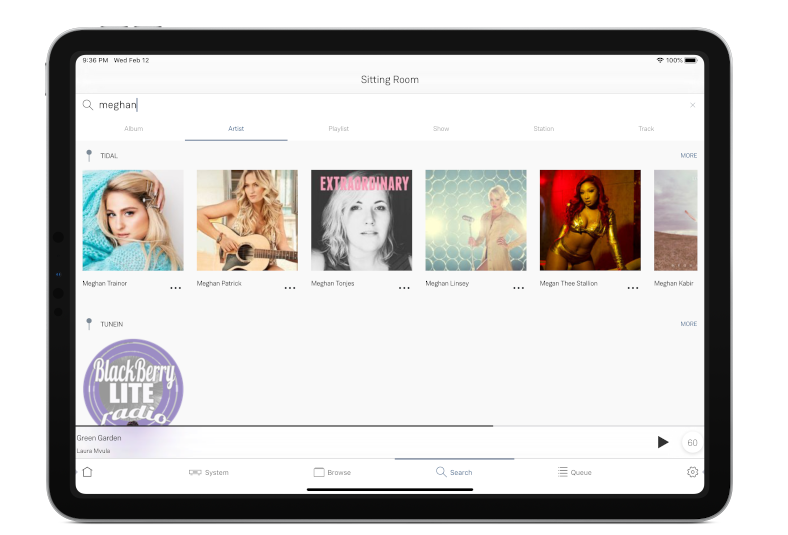 9:36 PM Wed Feb 12
100%
Sitting Room
meghan
Album Artist Playlist Show Station Track
TIDAL MORE
EXTRAORDINARY
Meghan Trainor Meghan Patrick Meghan Tonjes Meghan Linsey Megan Thee Stallion Meghan Kabir
TUNEIN MORE
BlackBerry
LITE
radio
Green Garden
Laura Mvula
60
System Browse Search Queue